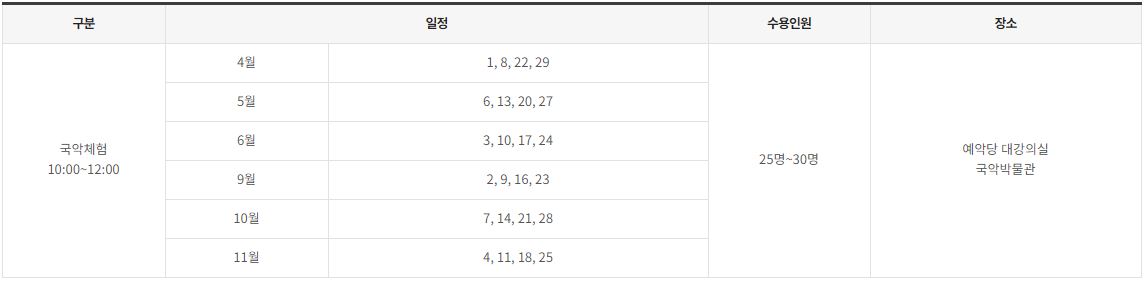 구분 일정 수용인원 장소
4월 1, 8, 22, 29
5월 6, 13, 20, 27
6월 3, 10, 17, 24
국악체험
10:00~12:00
25명~30명
예악당 대강의실
국악박물관
9월 2, 9, 16, 23
10월 7, 14, 21, 28
11월 4, 11, 18, 25